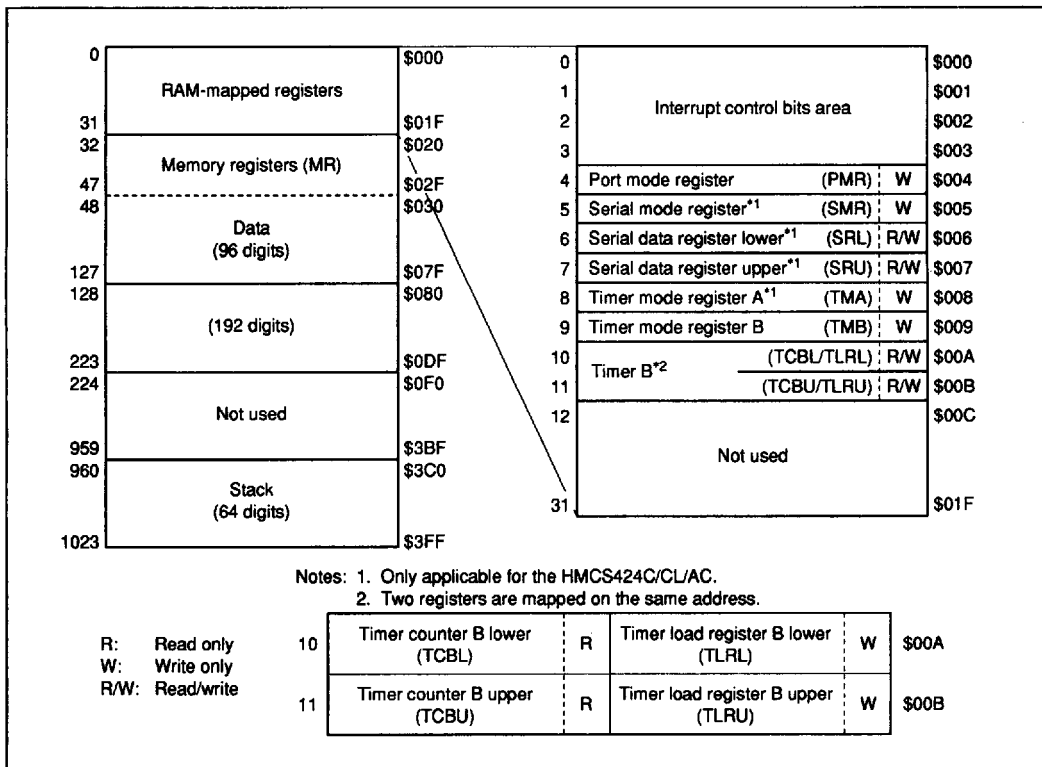 0 $000
RAM-mapped registers
31 $01F
32 $020
Memory registers (MR)
47 $02F
48 $030
Data
(96 digits)
127 $07F
128 $080
(192 digits)
223 $0DF
224 $0F0
Not used
959 $3BF
960 $3C0
Stack
(64 digits)
1023 $3FF
0 $000
1 $001
Interrupt control bits area
2 $002
3 $003
4 Port mode register (PMR) W $004
5 Serial mode register*1 (SMR) W $005
6 Serial data register lower*1 (SRL) R/W $006
7 Serial data register upper*1 (SRU) R/W $007
8 Timer mode register A*1 (TMA) W $008
9 Timer mode register B (TMB) W $009
10 (TCBL/TLRL) R/W $00A
Timer B*2
11 (TCBU/TLRU) R/W $00B
12 $00C
Not used
31 $01F
Notes: 1. Only applicable for the HMCS424C/CL/AC.
2. Two registers are mapped on the same address.
R: Read only
W: Write only
R/W: Read/write
10 Timer counter B lower (TCBL) R Timer load register B lower (TLRL) W $00A
11 Timer counter B upper (TCBU) R Timer load register B upper (TLRU) W $00B